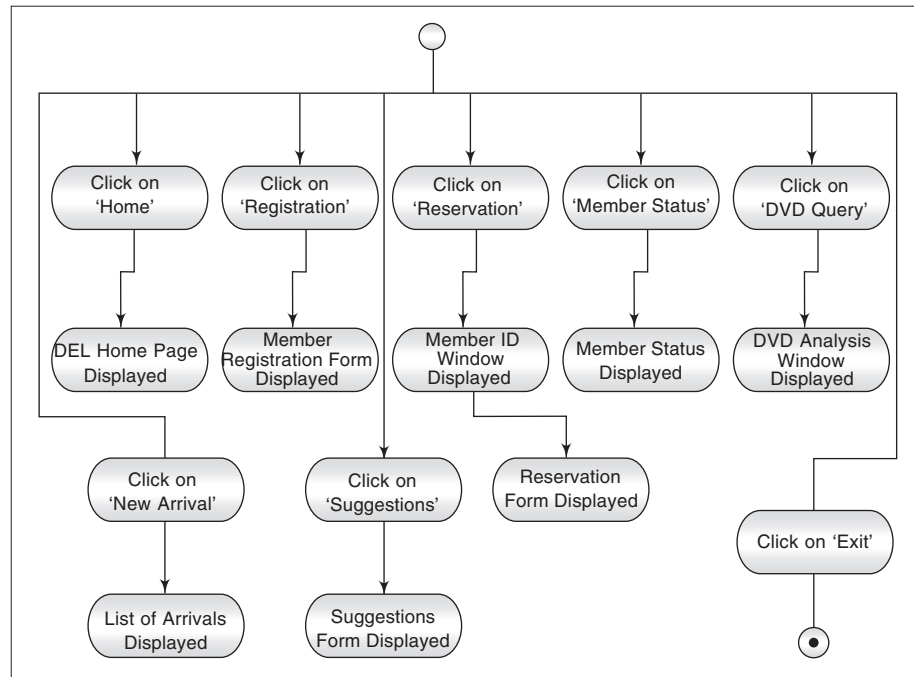 Click on
‘Home’
Click on
‘Registration’
Click on
‘Reservation’
Click on
‘Member Status’
Click on
‘DVD Query’
DEL Home Page
Displayed
Member
Registration Form
Displayed
Member ID
Window
Displayed
Member Status
Displayed
DVD Analysis
Window
Displayed
Click on
‘New Arrival’
Click on
‘Suggestions’
Reservation
Form Displayed
Click on ‘Exit’
List of Arrivals
Displayed
Suggestions
Form Displayed